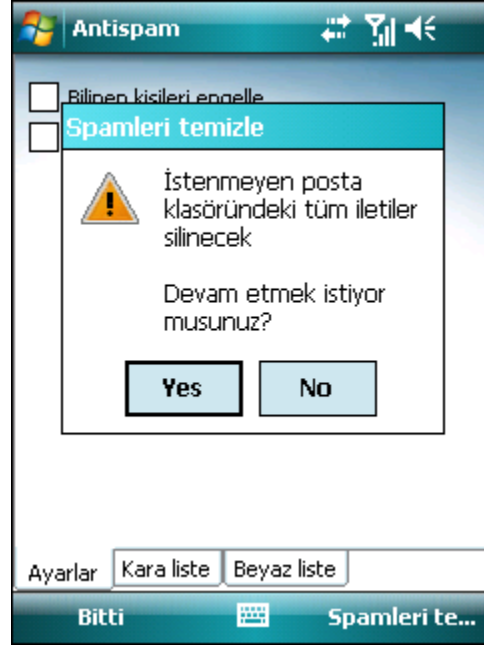 Antispam
Bilinen kişileri engelle
Spamleri temizle
İstenmeyen posta
klasöründeki tüm iletiler
silinecek
Devam etmek istiyor
musunuz?
Yes No
Ayarlar Kara liste Beyaz liste
Bitti Spamleri te...